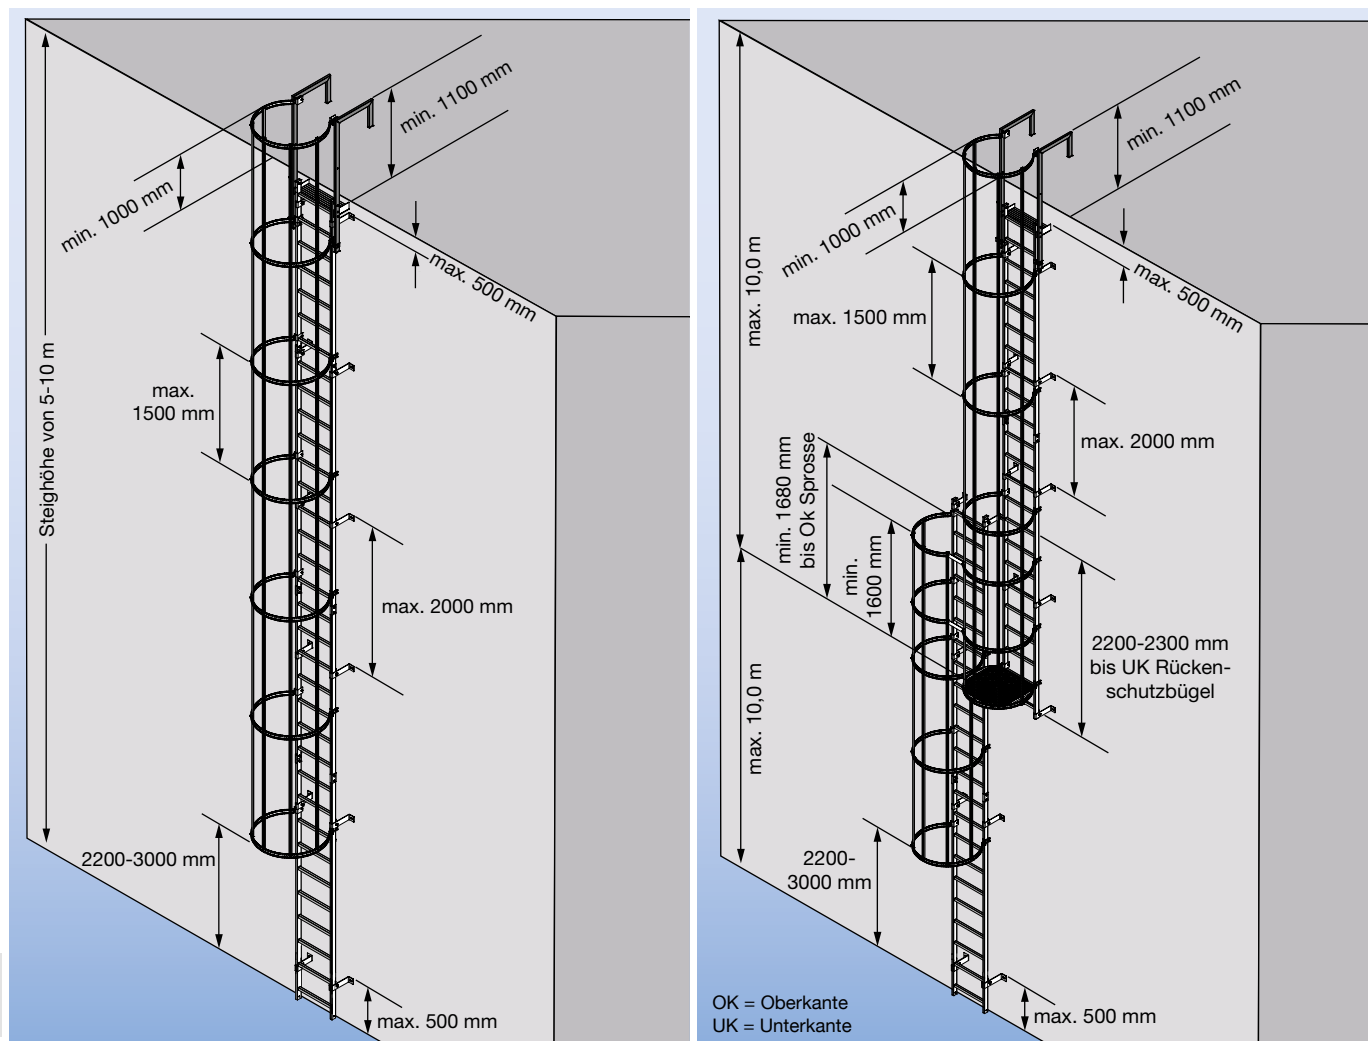 min. 1100 mm
min. 1000 mm
max. 500 mm
Steighöhe von 5-10 m
max.
1500 mm
max. 2000 mm
2200-3000 mm
max. 500 mm
min. 1100 mm
min. 1000 mm
max. 10,0 m
max. 500 mm
max. 1500 mm
max. 2000 mm
min. 1680 mm
bis Ok Sprosse
min.
1600 mm
2200-2300 mm
bis UK Rücken-
schutzbügel
max. 10,0 m
2200-
3000 mm
OK = Oberkante
UK = Unterkante
max. 500 mm